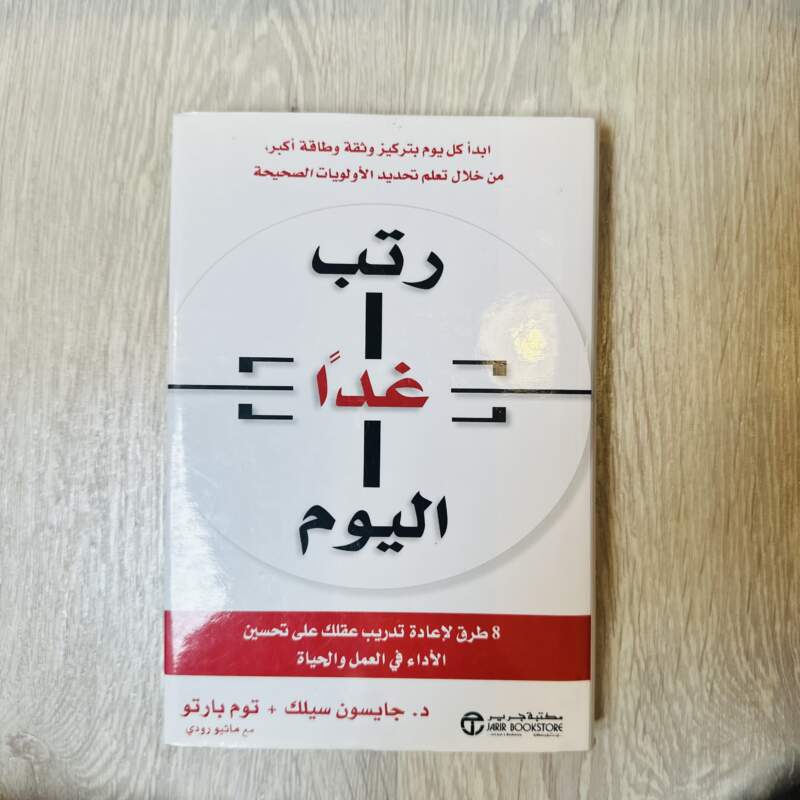 ابدأ كل يوم بتركيز وثقة وطاقة أكبر،
من خلال تعلم تحديد الأولويات الصحيحة
رتب
غدًا
اليوم
8 طرق لإعادة تدريب عقلك على تحسين
الأداء في العمل والحياة
د. جايسون سيلك + توم بارتو
مع ماثيو رودي
مكتبة جرير
JARIR BOOKSTORE